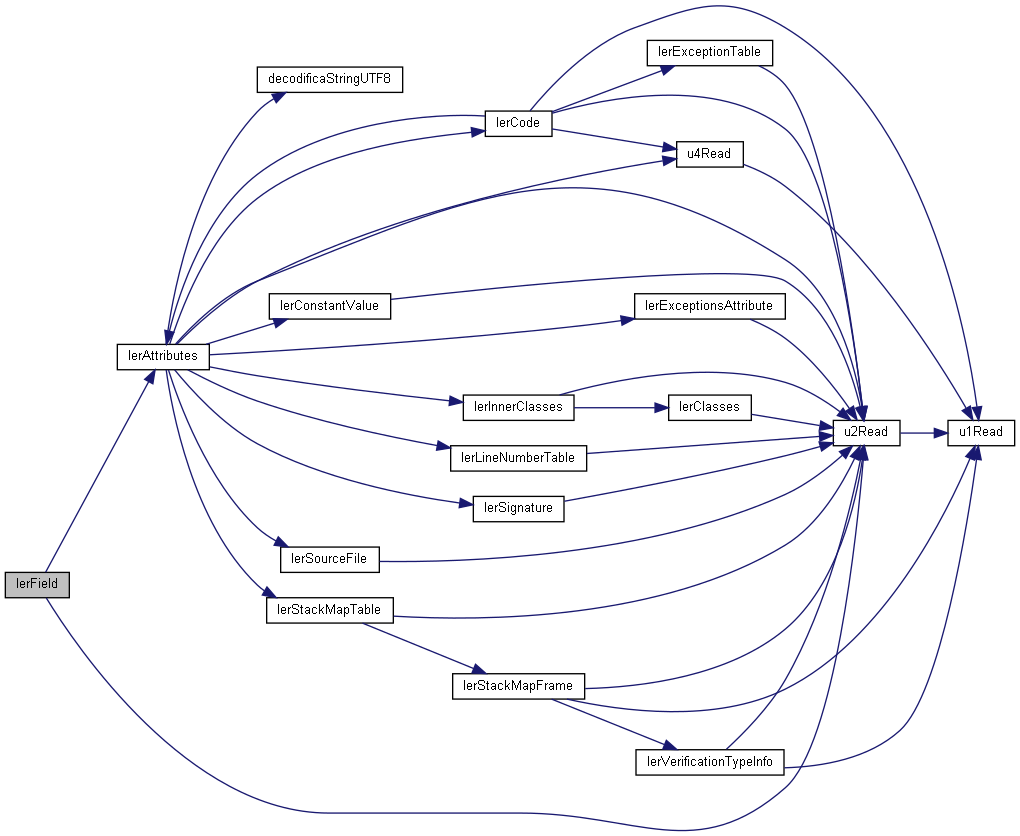 lerExceptionTable
decodificaStringUTF8
lerCode
u4Read
lerConstantValue
lerExceptionsAttribute
lerAttributes
lerInnerClasses
lerClasses
u2Read
u1Read
lerLineNumberTable
lerSignature
lerSourceFile
lerField
lerStackMapTable
lerStackMapFrame
lerVerificationTypeInfo